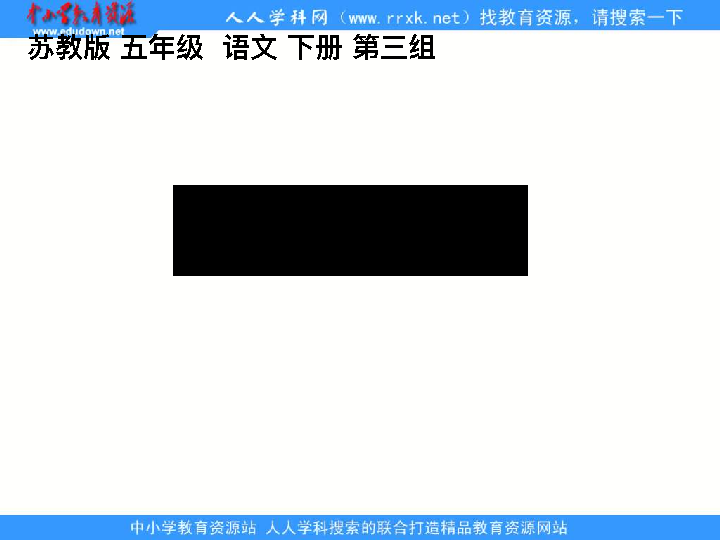 中小学教育资源
www.edudown.net
人人学科网（www.rrxk.net）找教育资源，请搜索一下
苏教版 五年级 语文 下册 第三组
中小学教育资源站 人人学科搜索的联合打造精品教育资源网站